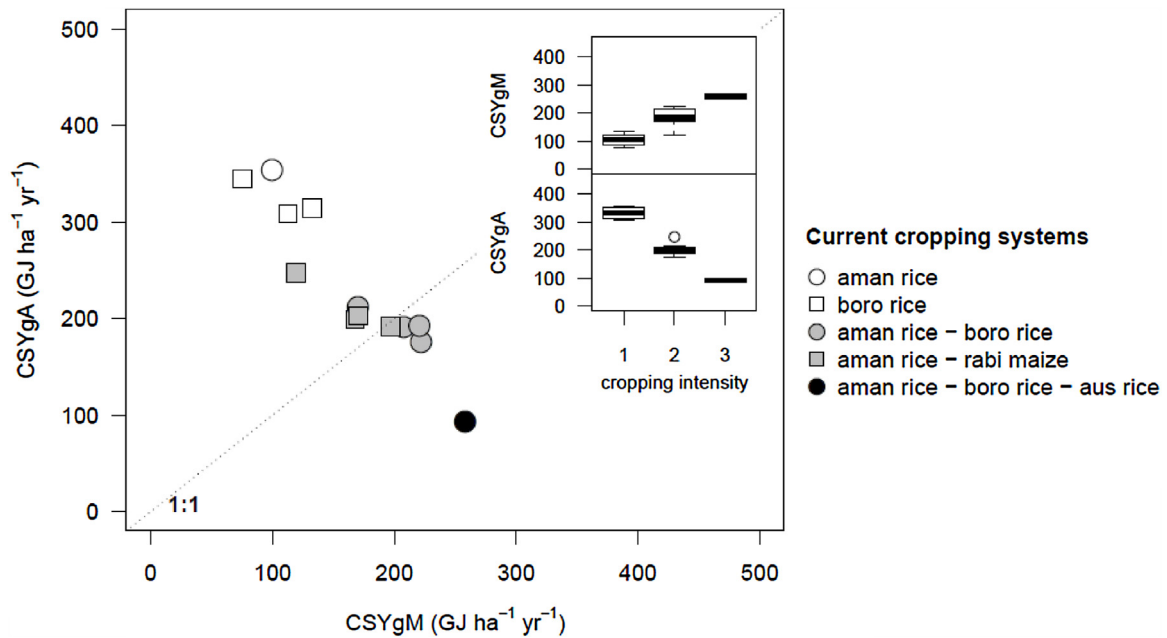 500
400
300
200
100
0
CSYgA (GJ ha⁻¹ yr⁻¹)
1:1
0 100 200 300 400 500
CSYgM (GJ ha⁻¹ yr⁻¹)
400
300
200
100
0
CSYgM
400
300
200
100
0
CSYgA
1 2 3
cropping intensity
Current cropping systems
aman rice
boro rice
aman rice − boro rice
aman rice − rabi maize
aman rice − boro rice − aus rice